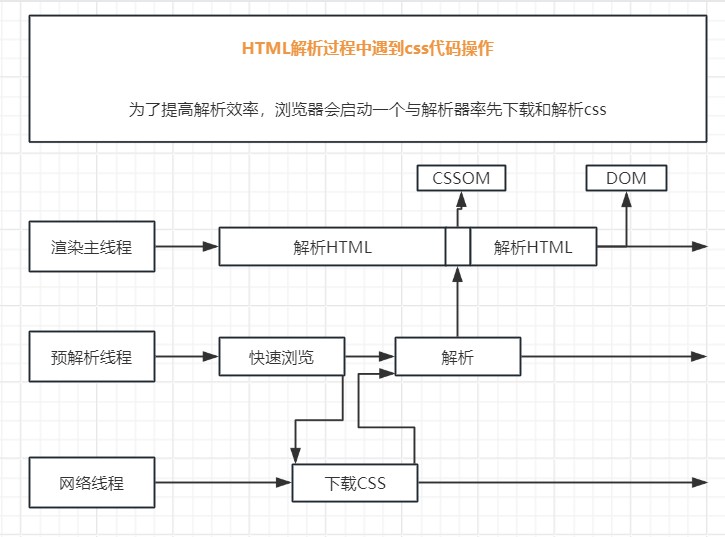 HTML解析过程中遇到css代码操作
为了提高解析效率，浏览器会启动一个与解析器率先下载和解析css
CSSOM
DOM
渲染主线程
解析HTML
解析HTML
预解析线程
快速浏览
解析
网络线程
下载CSS